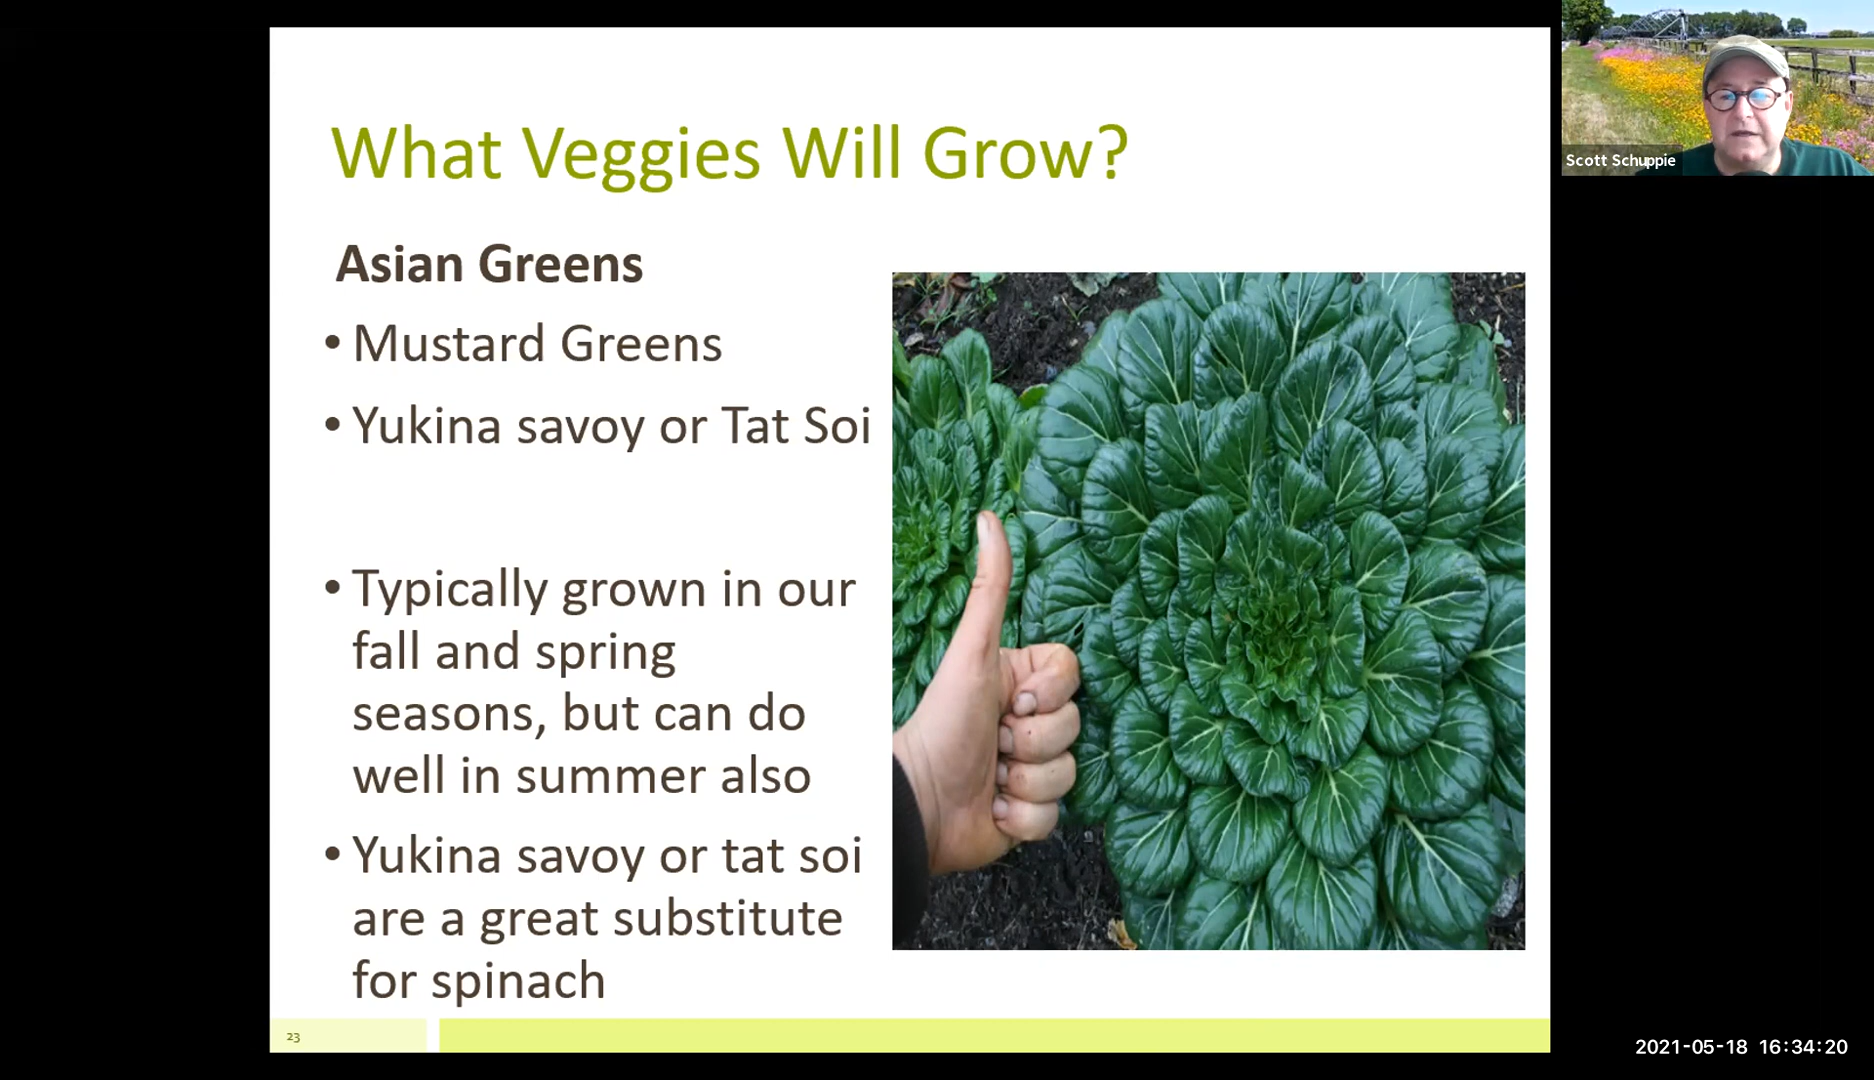 What Veggies Will Grow?
Asian Greens
• Mustard Greens
• Yukina savoy or Tat Soi
• Typically grown in our
fall and spring
seasons, but can do
well in summer also
• Yukina savoy or tat soi
are a great substitute
for spinach
23
Scott Schuppie
2021-05-18 16:34:20